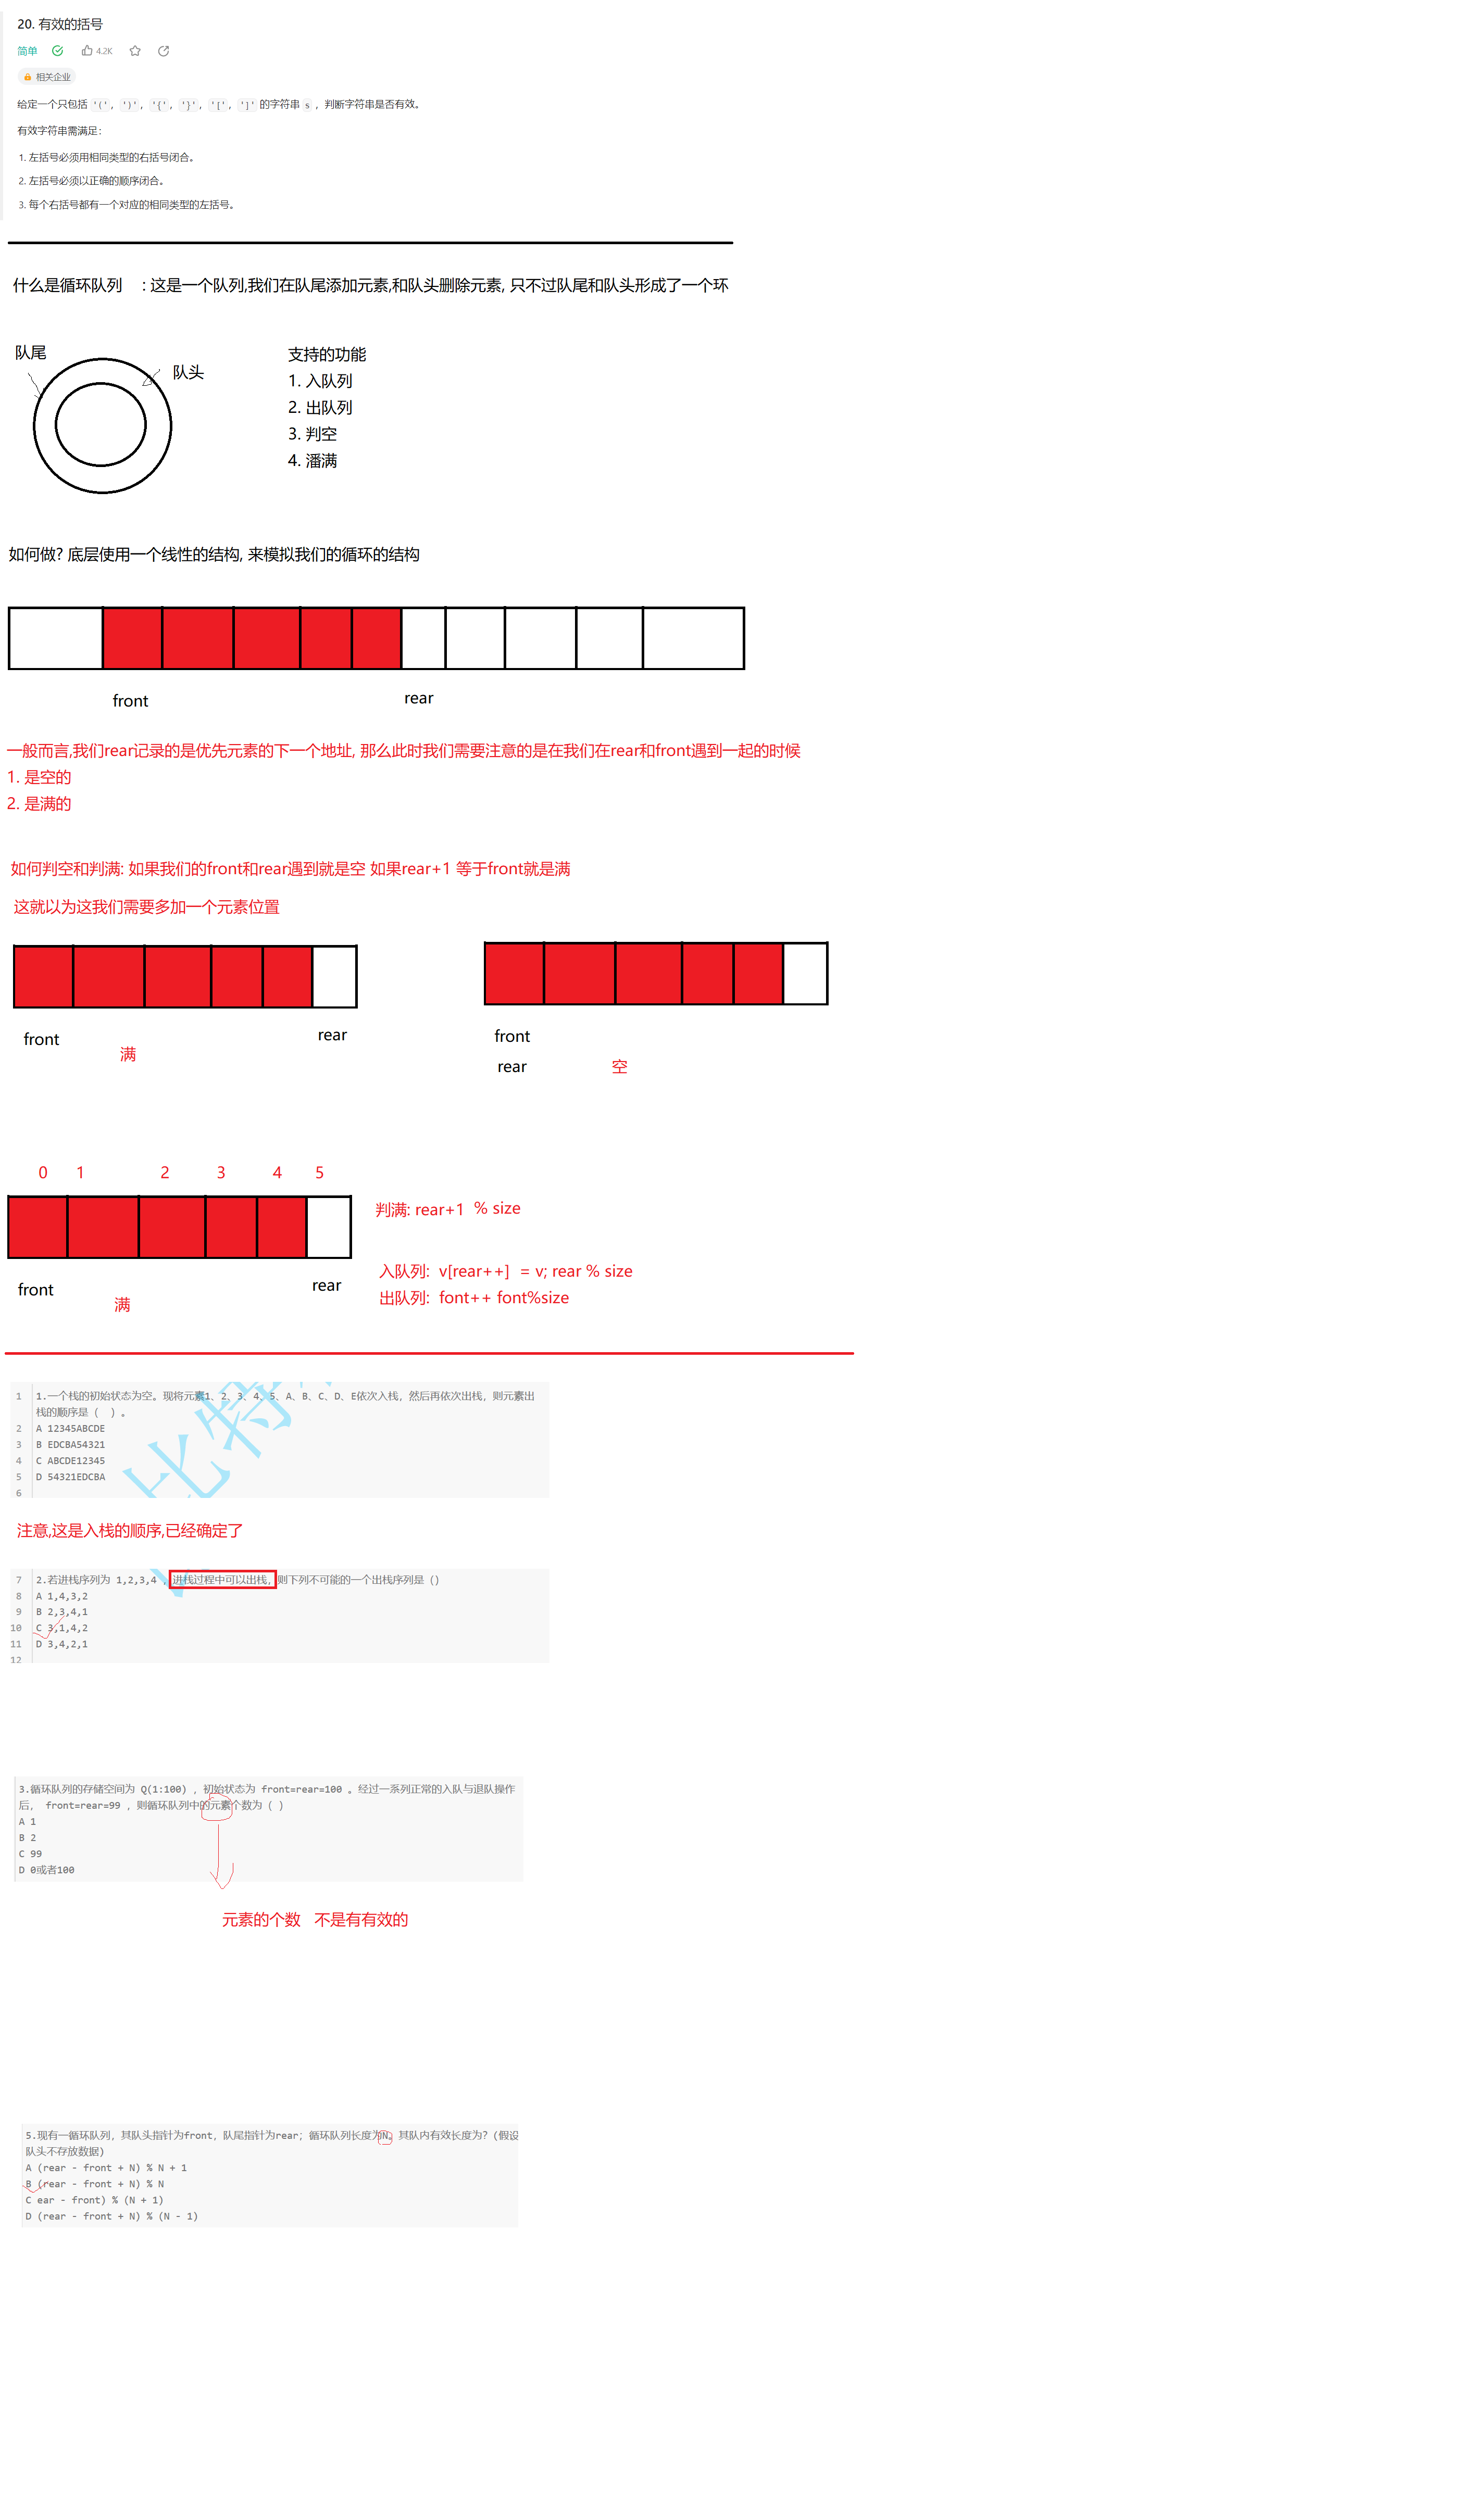 20. 有效的括号
简单 4.2K
相关企业
给定一个只包括 '('，')'，'{'，'}'，'['，']' 的字符串 s ，判断字符串是否有效。
有效字符串需满足：
1. 左括号必须用相同类型的右括号闭合。
2. 左括号必须以正确的顺序闭合。
3. 每个右括号都有一个对应的相同类型的左括号。
什么是循环队列 : 这是一个队列,我们在队尾添加元素,和队头删除元素, 只不过队尾和队头形成了一个环
队尾
队头
支持的功能
1. 入队列
2. 出队列
3. 判空
4. 潘满
如何做? 底层使用一个线性的结构, 来模拟我们的循环的结构
front rear
一般而言,我们rear记录的是优先元素的下一个地址, 那么此时我们需要注意的是在我们在rear和front遇到一起的时候
1. 是空的
2. 是满的
如何判空和判满: 如果我们的front和rear遇到就是空 如果rear+1 等于front就是满
这就以为这我们需要多加一个元素位置
front rear
满
front
rear 空
0 1 2 3 4 5
判满: rear+1 % size
入队列: v[rear++] = v; rear % size
出队列: font++ font%size
front rear
满
1 1.一个栈的初始状态为空。现将元素1、2、3、4、5、A、B、C、D、E依次入栈，然后再依次出栈，则元素出
栈的顺序是（ ）。
2 A 12345ABCDE
3 B EDCBA54321
4 C ABCDE12345
5 D 54321EDCBA
6
比特
注意,这是入栈的顺序,已经确定了
7 2.若进栈序列为 1,2,3,4 ，进栈过程中可以出栈，则下列不可能的一个出栈序列是（）
8 A 1,4,3,2
9 B 2,3,4,1
10 C 3,1,4,2
11 D 3,4,2,1
12
3.循环队列的存储空间为 Q(1:100) ，初始状态为 front=rear=100 。经过一系列正常的入队与退队操作
后， front=rear=99 ，则循环队列中的元素个数为（ ）
A 1
B 2
C 99
D 0或者100
元素的个数 不是有有效的
5.现有一循环队列，其队头指针为front，队尾指针为rear；循环队列长度为N。其队内有效长度为？(假设
队头不存放数据)
A (rear - front + N) % N + 1
B (rear - front + N) % N
C ear - front) % (N + 1)
D (rear - front + N) % (N - 1)